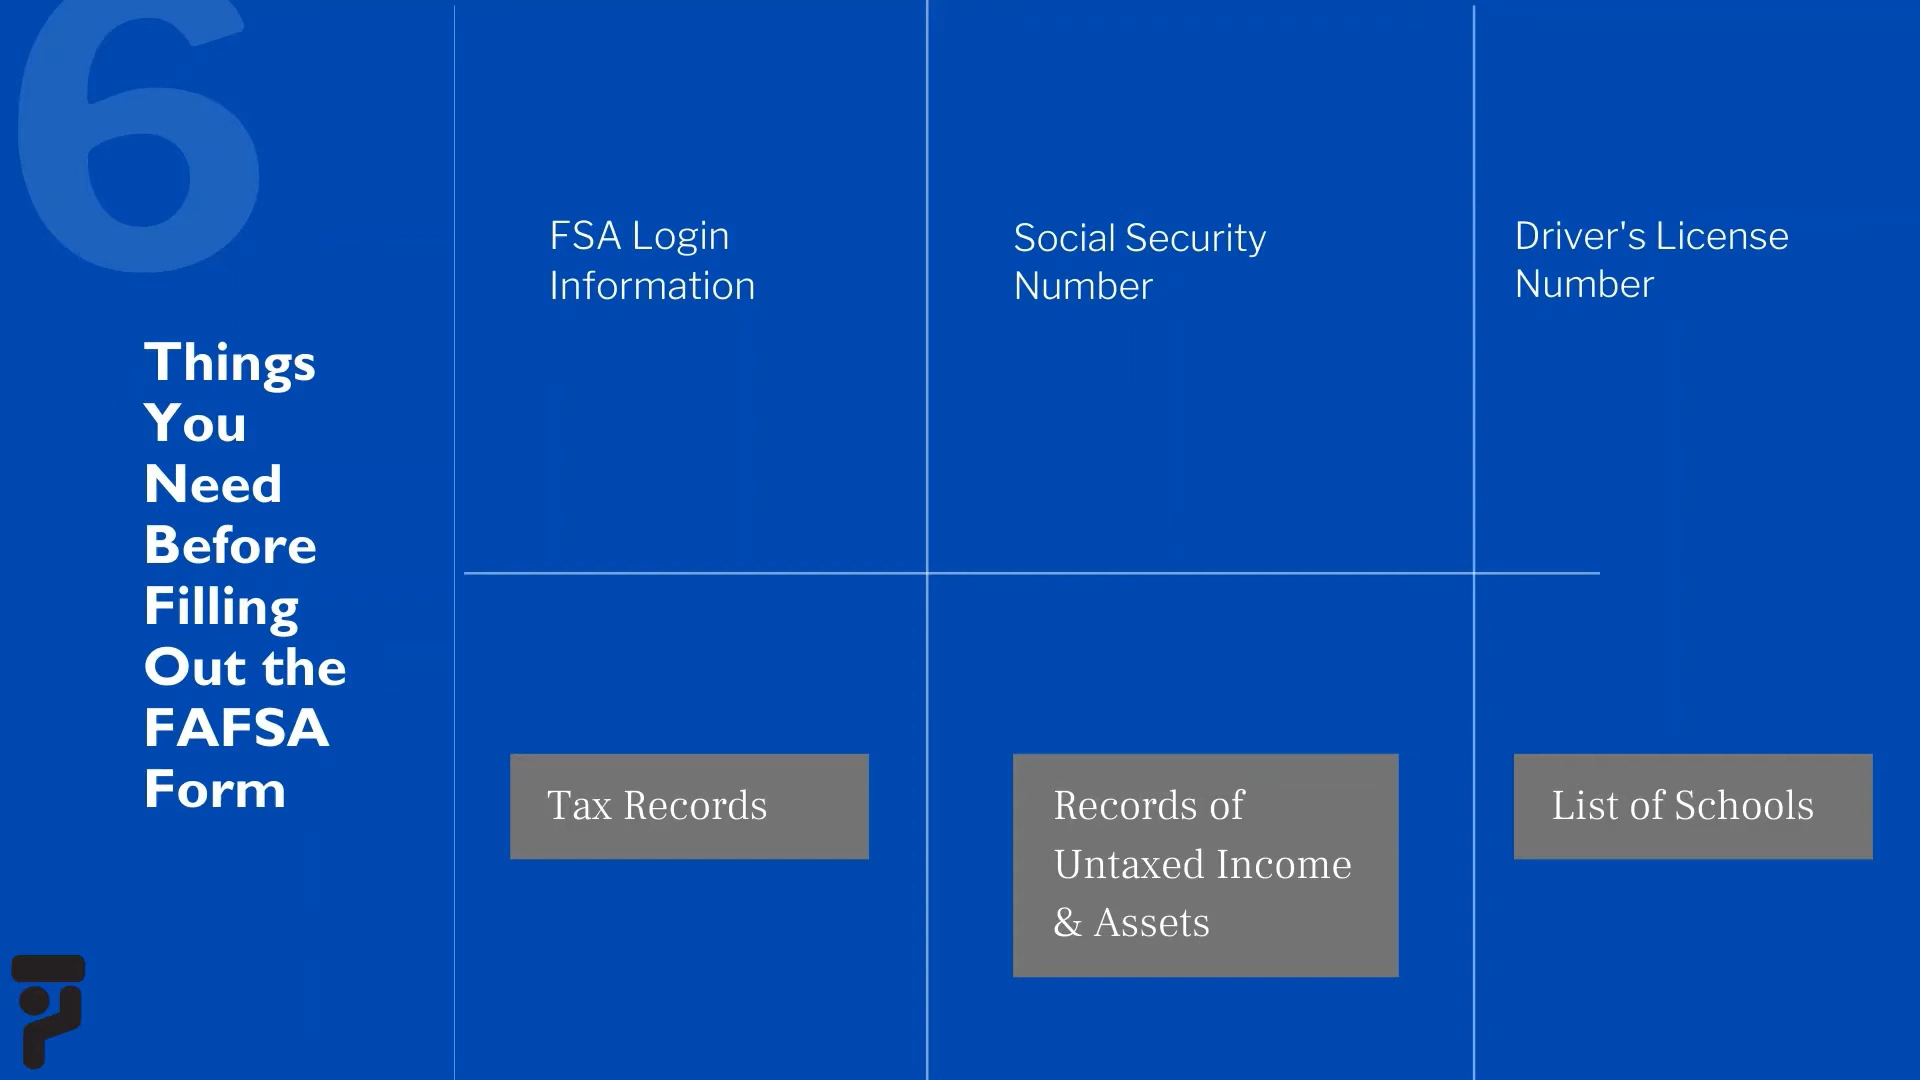 6
Things
You
Need
Before
Filling
Out the
FAFSA
Form
FSA Login
Information
Social Security
Number
Driver's License
Number
Tax Records
Records of
Untaxed Income
& Assets
List of Schools